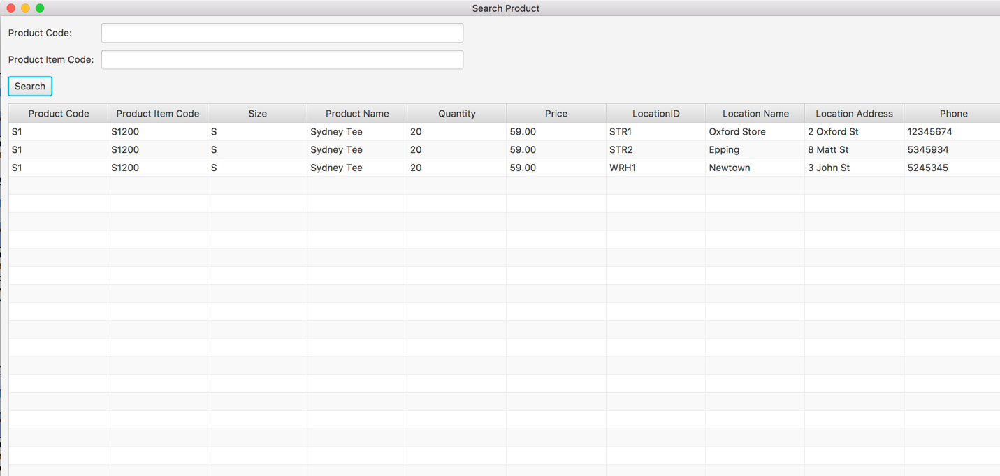 Search Product
Product Code:
Product Item Code:
Search
Product Code Product Item Code Size Product Name Quantity Price LocationID Location Name Location Address Phone
S1 S1200 S Sydney Tee 20 59.00 STR1 Oxford Store 2 Oxford St 12345674
S1 S1200 S Sydney Tee 20 59.00 STR2 Epping 8 Matt St 5345934
S1 S1200 S Sydney Tee 20 59.00 WRH1 Newtown 3 John St 5245345